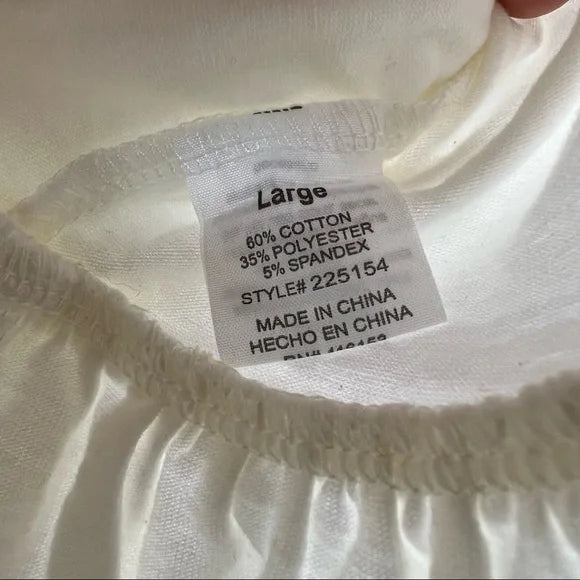 Large
60% COTTON
35% POLYESTER
5% SPANDEX
STYLE# 225154
MADE IN CHINA
HECHO EN CHINA